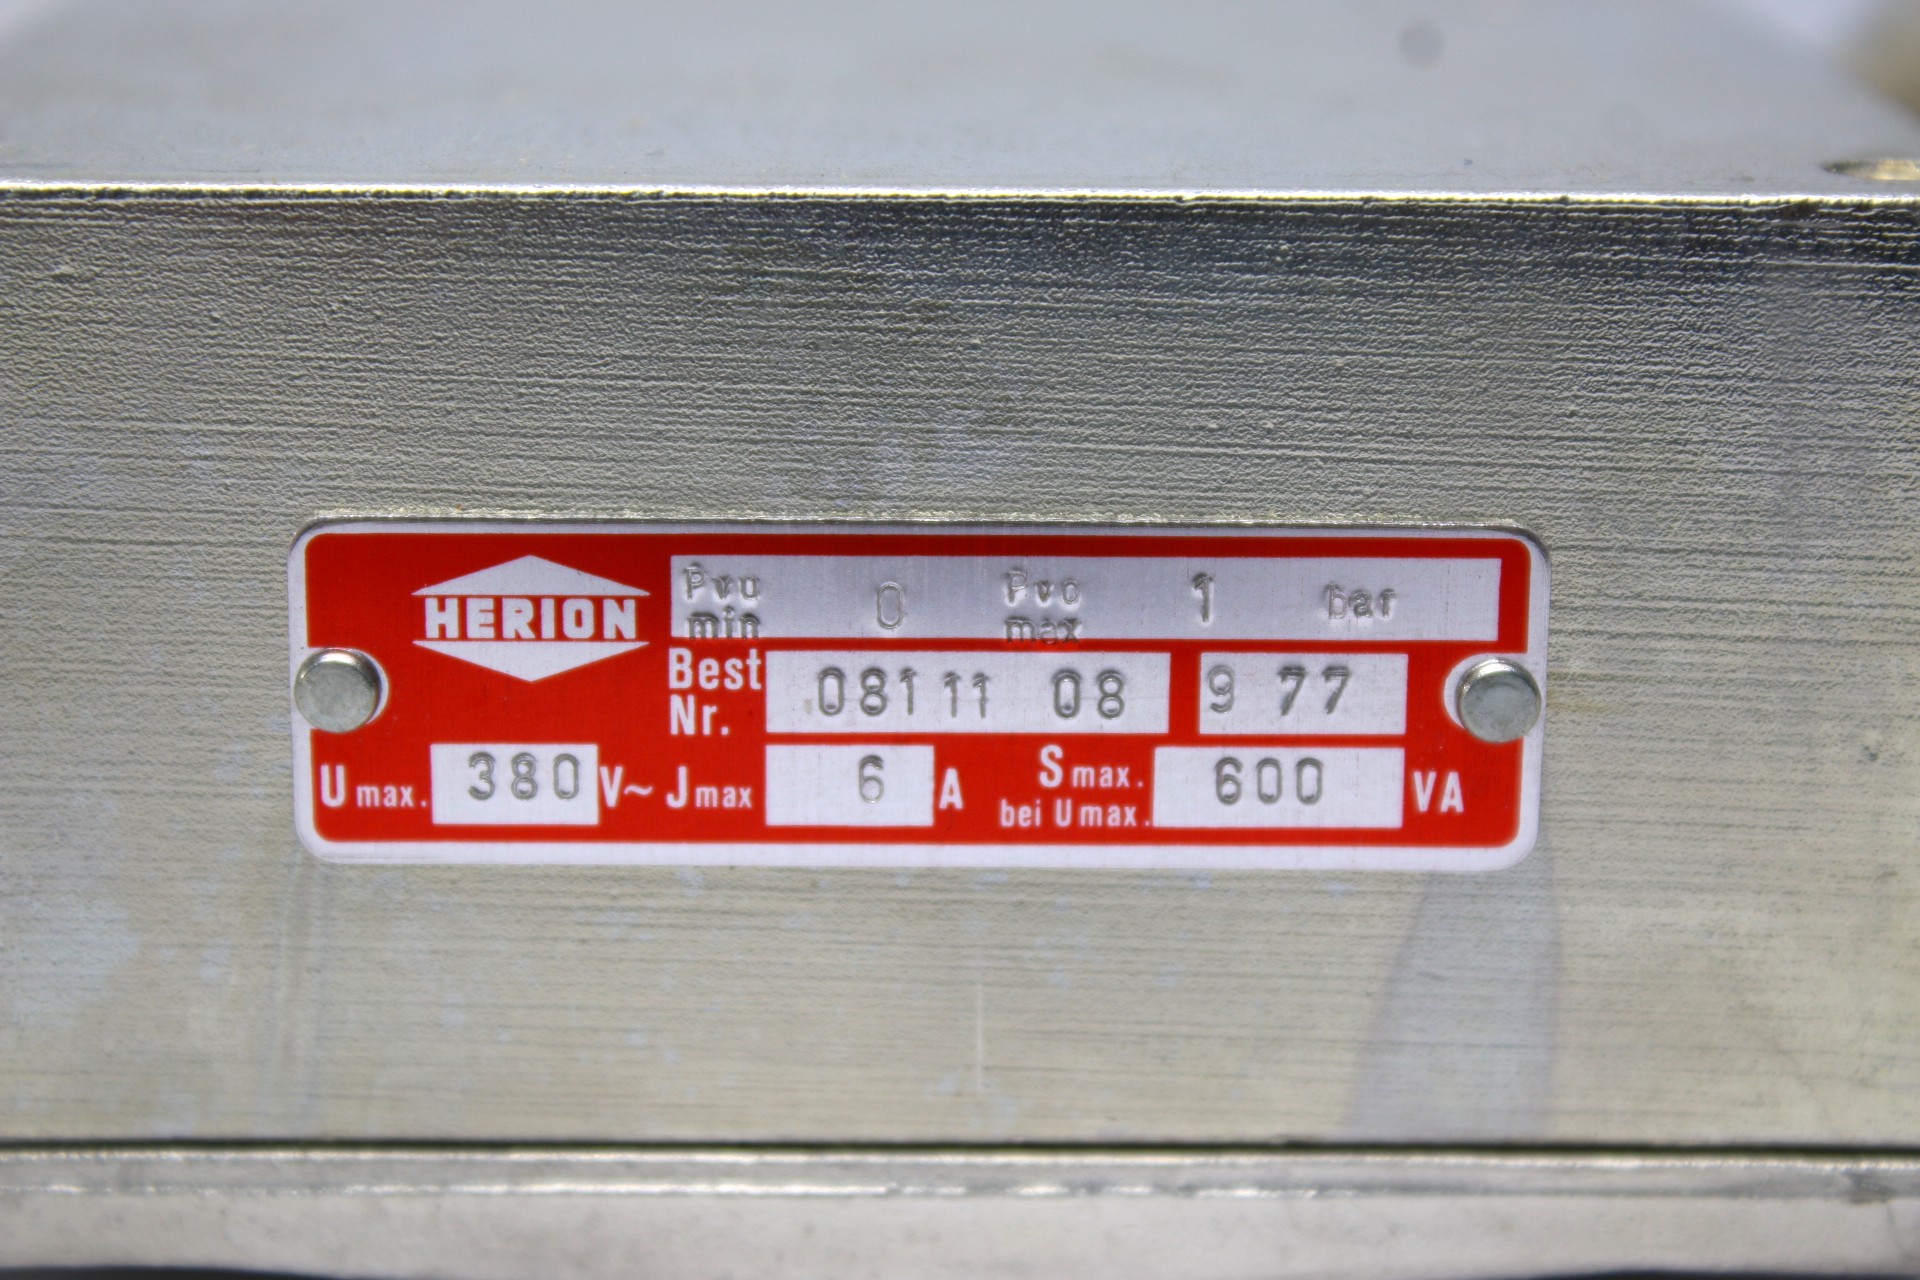 HERION
Pvu min 0 Pvo max 1 bar
Best Nr. 08111 11 08 9 77
U max. 380 V~ J max 6 A S max. bei U max. 600 VA